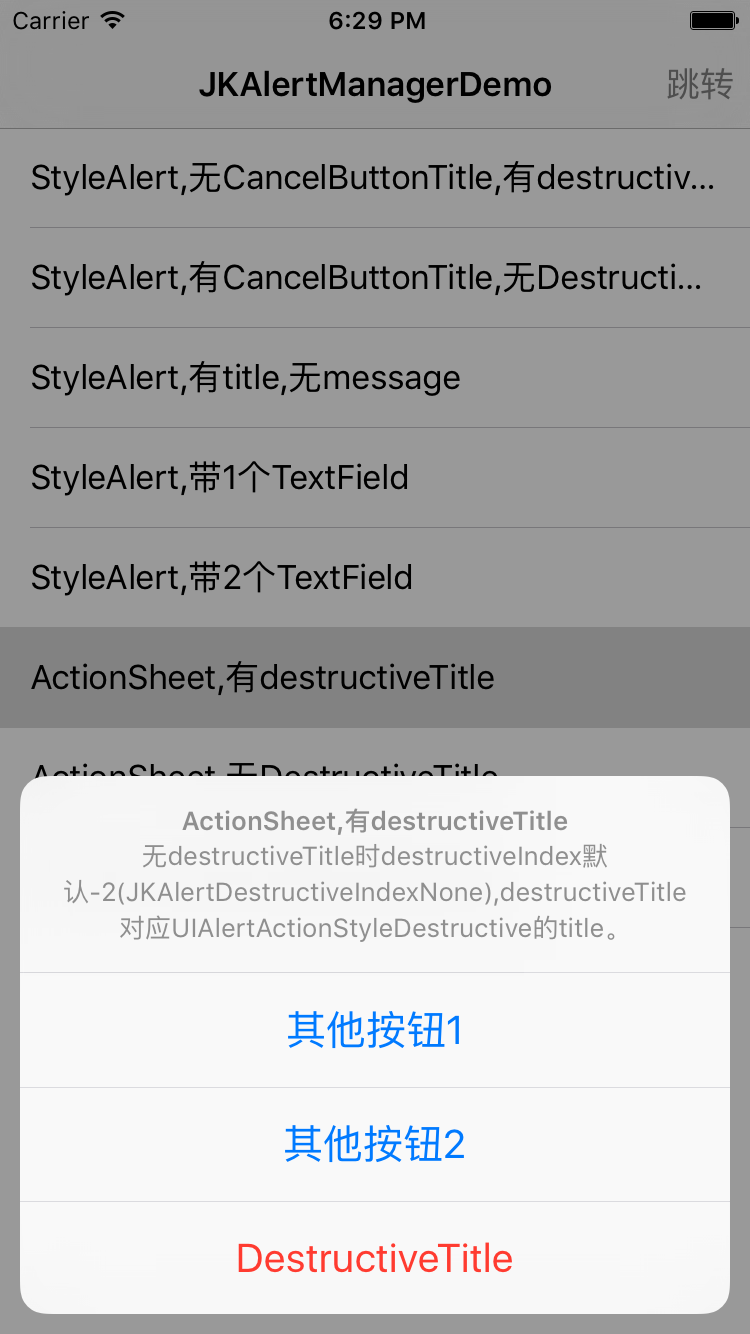 Carrier 6:29 PM
JKAlertManagerDemo 跳转
StyleAlert,无CancelButtonTitle,有destructiv...
StyleAlert,有CancelButtonTitle,无Destructi...
StyleAlert,有title,无message
StyleAlert,带1个TextField
StyleAlert,带2个TextField
ActionSheet,有destructiveTitle
ActionSheet,无DestructiveTitle
ActionSheet,有destructiveTitle
无destructiveTitle时destructiveIndex默
认-2(JKAlertDestructiveIndexNone),destructiveTitle
对应UIAlertActionStyleDestructive的title。
其他按钮1
其他按钮2
DestructiveTitle